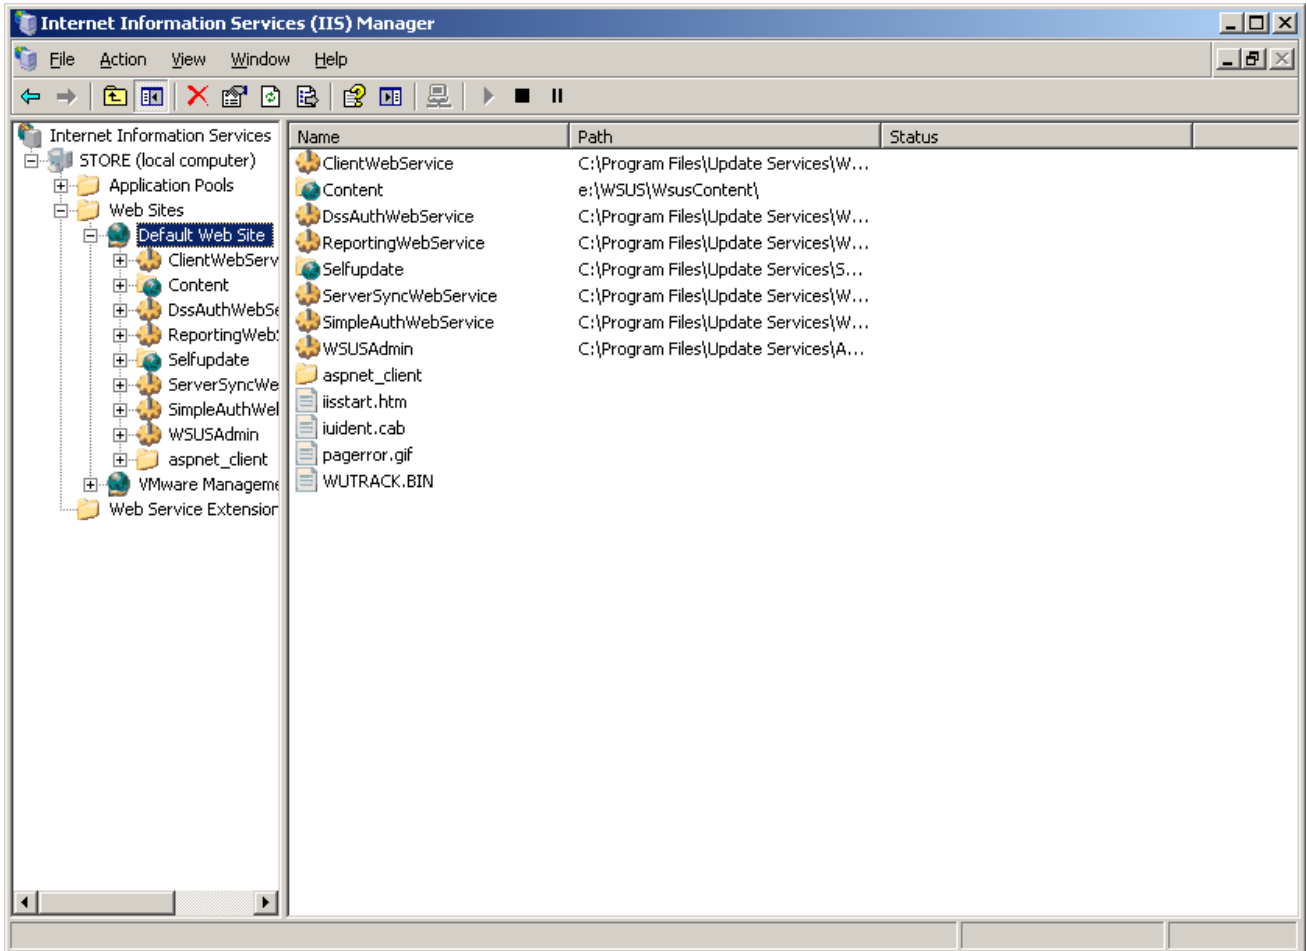 Internet Information Services (IIS) Manager
File Action View Window Help
Internet Information Services
STORE (local computer)
Application Pools
Web Sites
Default Web Site
ClientWebServ
Content
DssAuthWebSe
ReportingWeb
Selfupdate
ServerSyncWe
SimpleAuthWel
WSUSAdmin
aspnet_client
VMware Manageme
Web Service Extension
Name Path Status
ClientWebService C:\Program Files\Update Services\W...
Content e:\WSUS\WsusContent\
DssAuthWebService C:\Program Files\Update Services\W...
ReportingWebService C:\Program Files\Update Services\W...
Selfupdate C:\Program Files\Update Services\S...
ServerSyncWebService C:\Program Files\Update Services\W...
SimpleAuthWebService C:\Program Files\Update Services\W...
WSUSAdmin C:\Program Files\Update Services\A...
aspnet_client
iisstart.htm
iuident.cab
pagerror.gif
WUTRACK.BIN